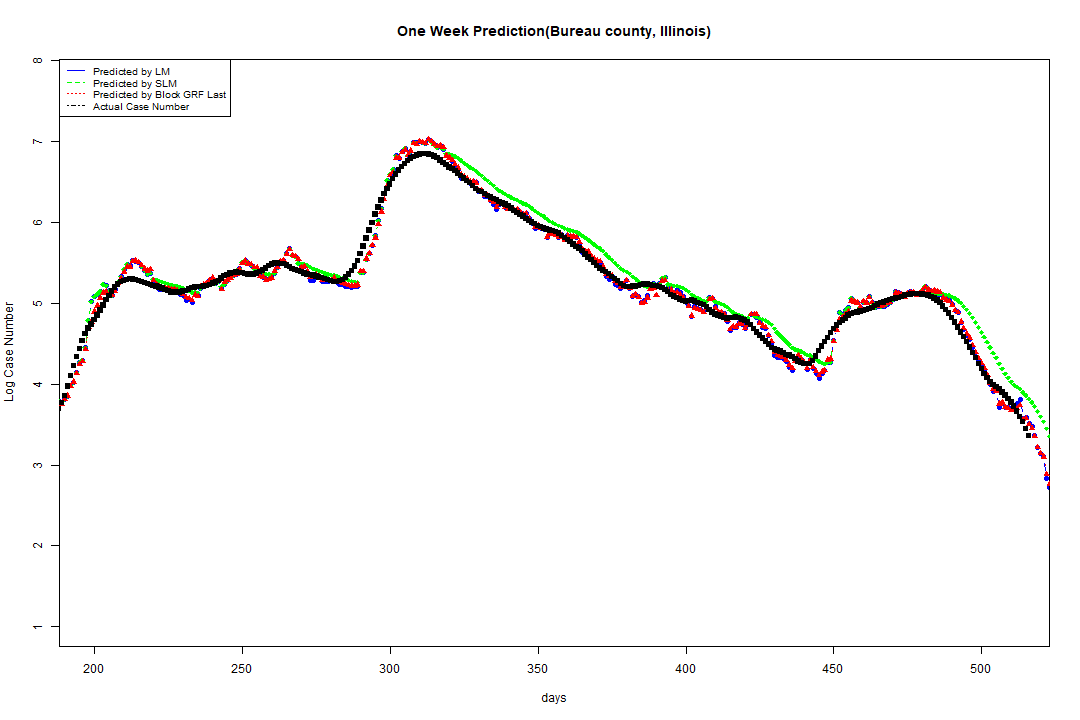 One Week Prediction(Bureau county, Illinois)
Predicted by LM
Predicted by SLM
Predicted by Block GRF Last
Actual Case Number
8
7
6
5
4
3
2
1
Log Case Number
200 250 300 350 400 450 500
days